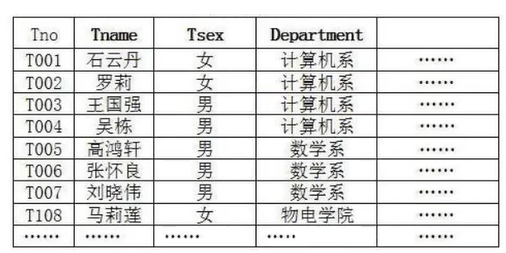 Tno Tname Tsex Department
T001 石云丹 女 计算机系 ……
T002 罗莉 女 计算机系 ……
T003 王国强 男 计算机系 ……
T004 吴栋 男 计算机系 ……
T005 高鸿轩 男 数学系 ……
T006 张怀良 男 数学系 ……
T007 刘晓伟 男 数学系 ……
T108 马莉莲 女 物电学院 ……
…… …… …… ….. ……